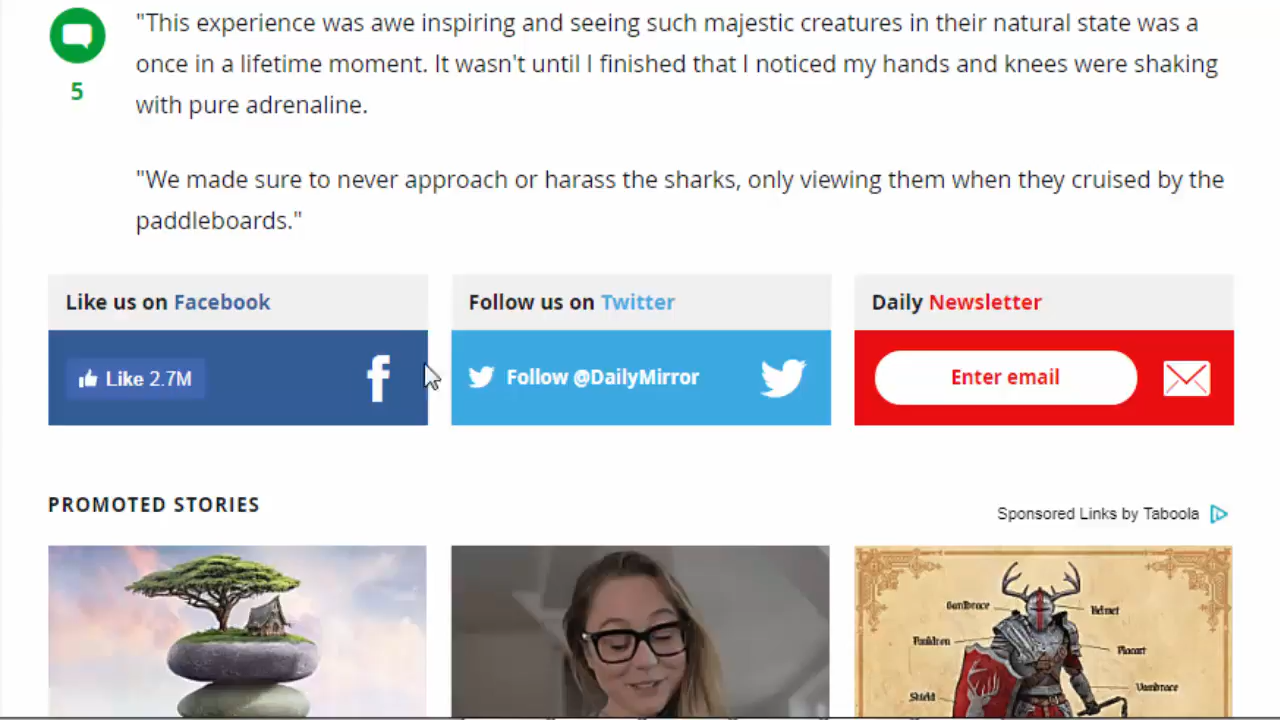 "This experience was awe inspiring and seeing such majestic creatures in their natural state was a
once in a lifetime moment. It wasn't until I finished that I noticed my hands and knees were shaking
with pure adrenaline.
5
"We made sure to never approach or harass the sharks, only viewing them when they cruised by the
paddleboards."
Like us on Facebook
Like 2.7M
Follow us on Twitter
Follow @DailyMirror
Daily Newsletter
Enter email
PROMOTED STORIES
Sponsored Links by Taboola
Gardbrace
Helmet
Pauldron
Placart
Shield
Vambrace